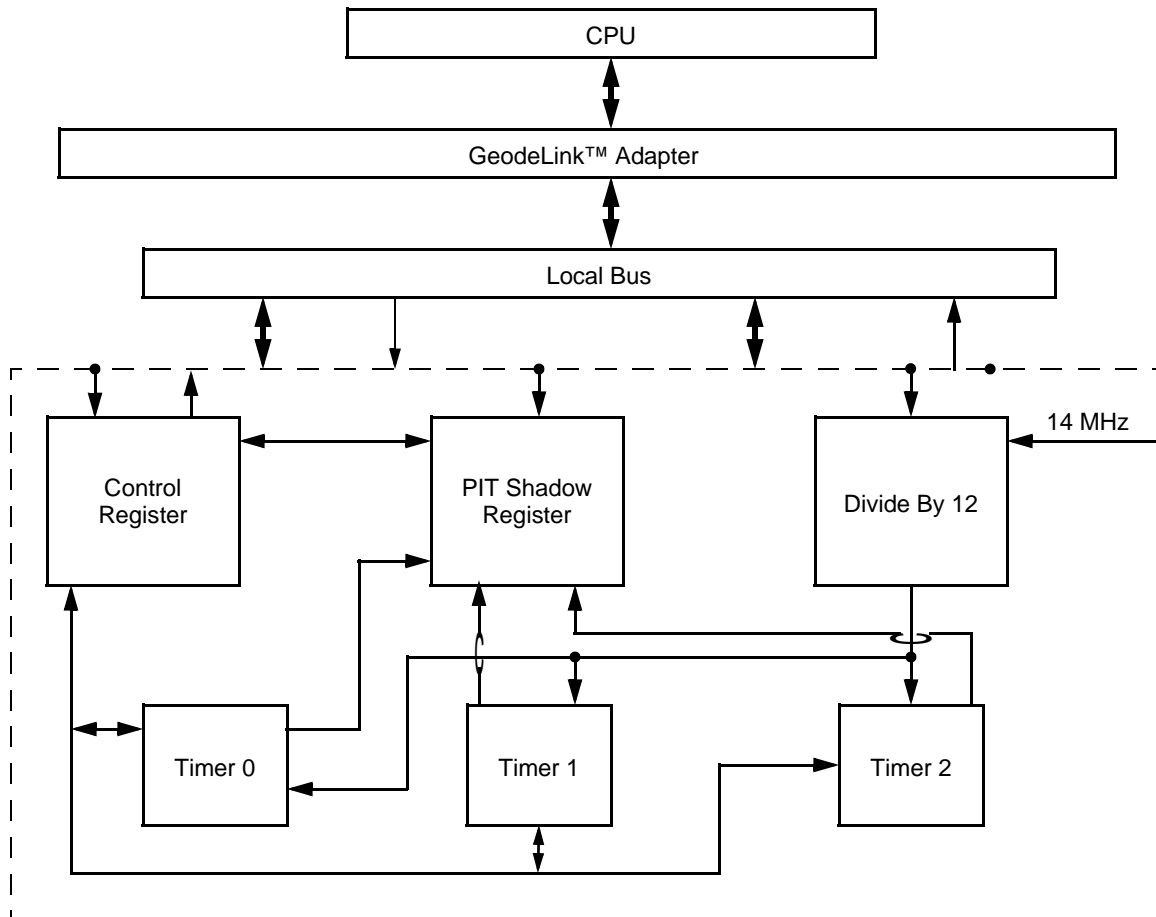 CPU
GeodeLink™ Adapter
Local Bus
14 MHz
Control
Register
PIT Shadow
Register
Divide By 12
Timer 0
Timer 1
Timer 2